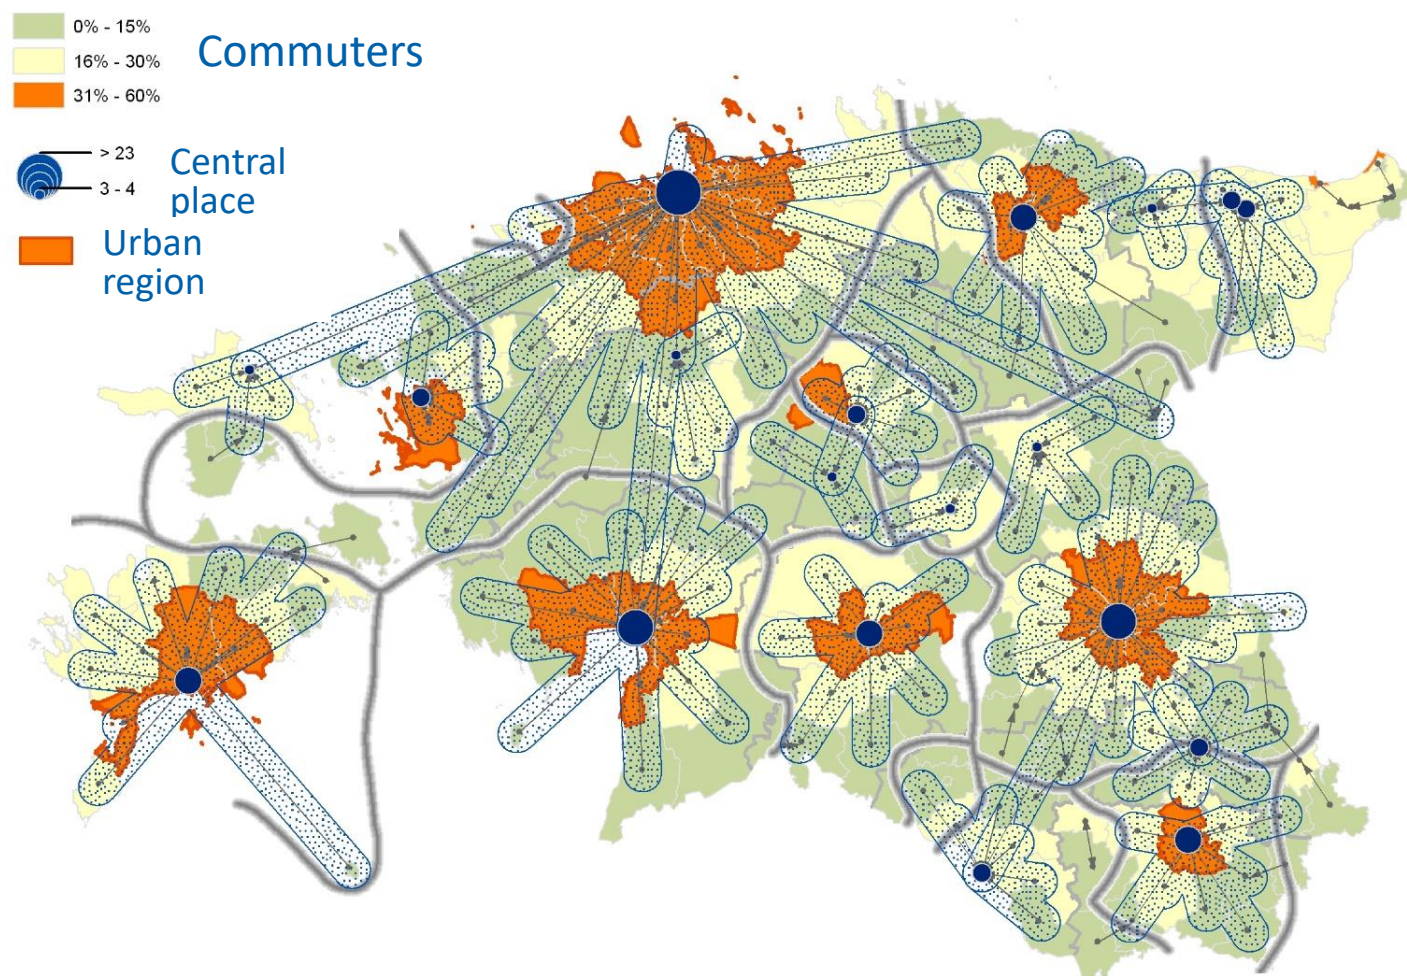 0% - 15%
16% - 30%
31% - 60%
Commuters
> 23
3 - 4
Central
place
Urban
region